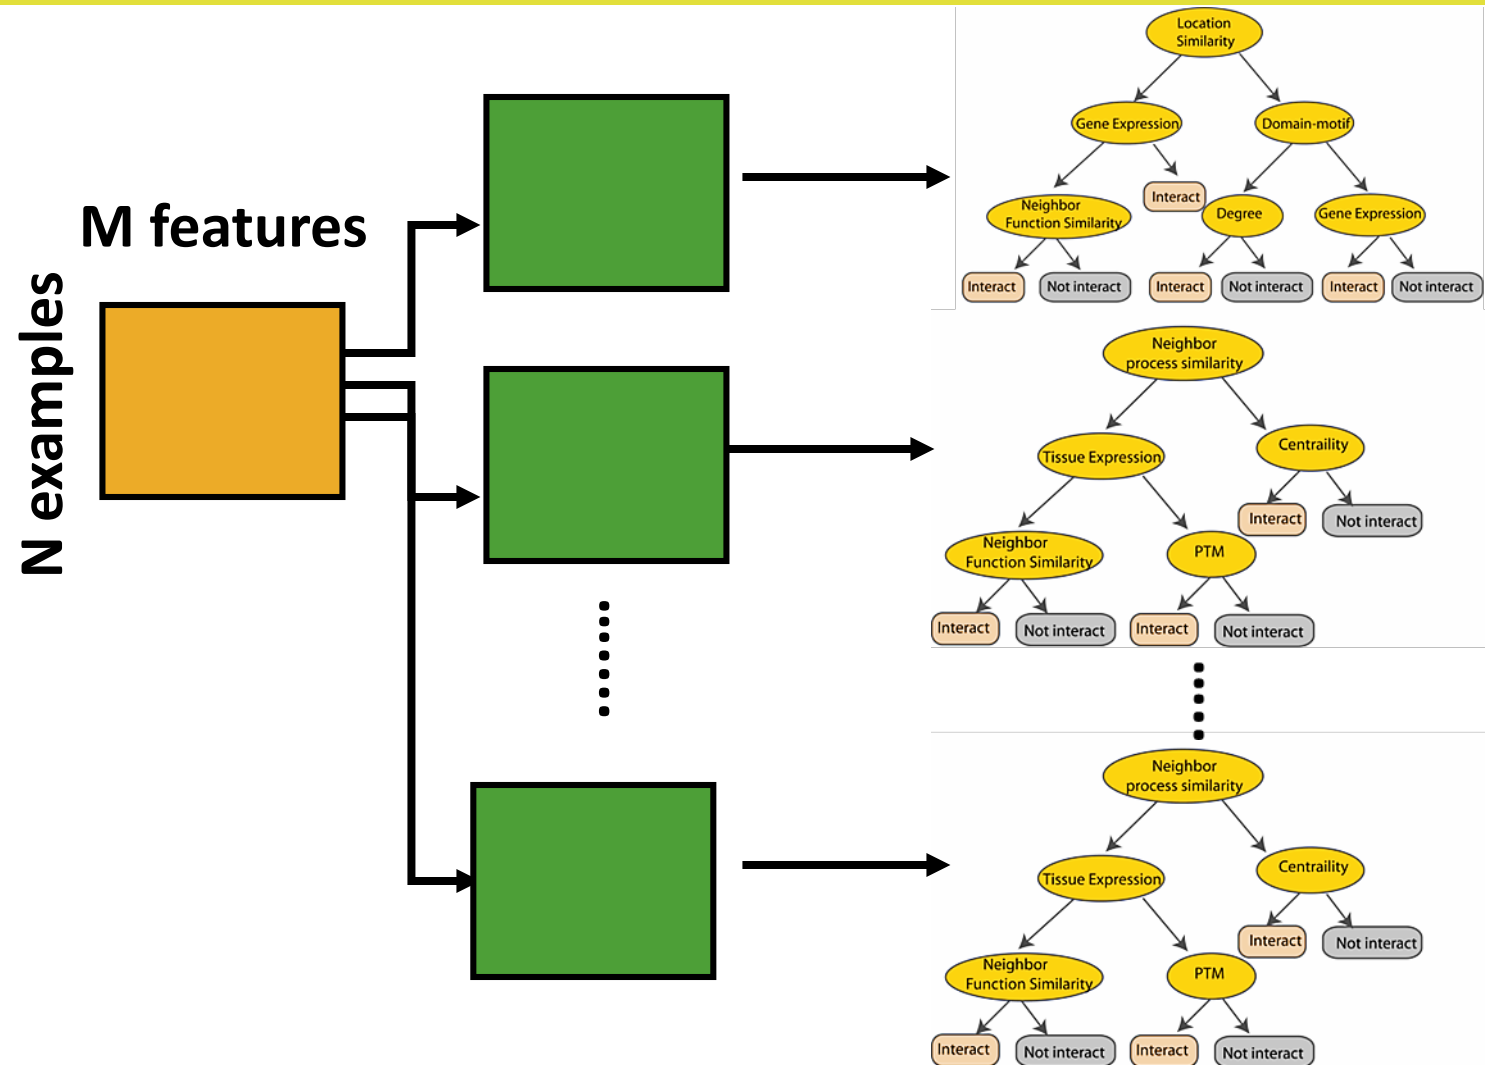 M features
N examples
Location
Similarity
Gene Expression
Domain-motif
Interact
Neighbor
Function Similarity
Degree
Gene Expression
Interact
Not interact
Interact
Not interact
Interact
Not interact
Neighbor
process similarity
Tissue Expression
Centraility
Interact
Not interact
Neighbor
Function Similarity
PTM
Interact
Not interact
Interact
Not interact
Neighbor
process similarity
Tissue Expression
Centraility
Interact
Not interact
Neighbor
Function Similarity
PTM
Interact
Not interact
Interact
Not interact